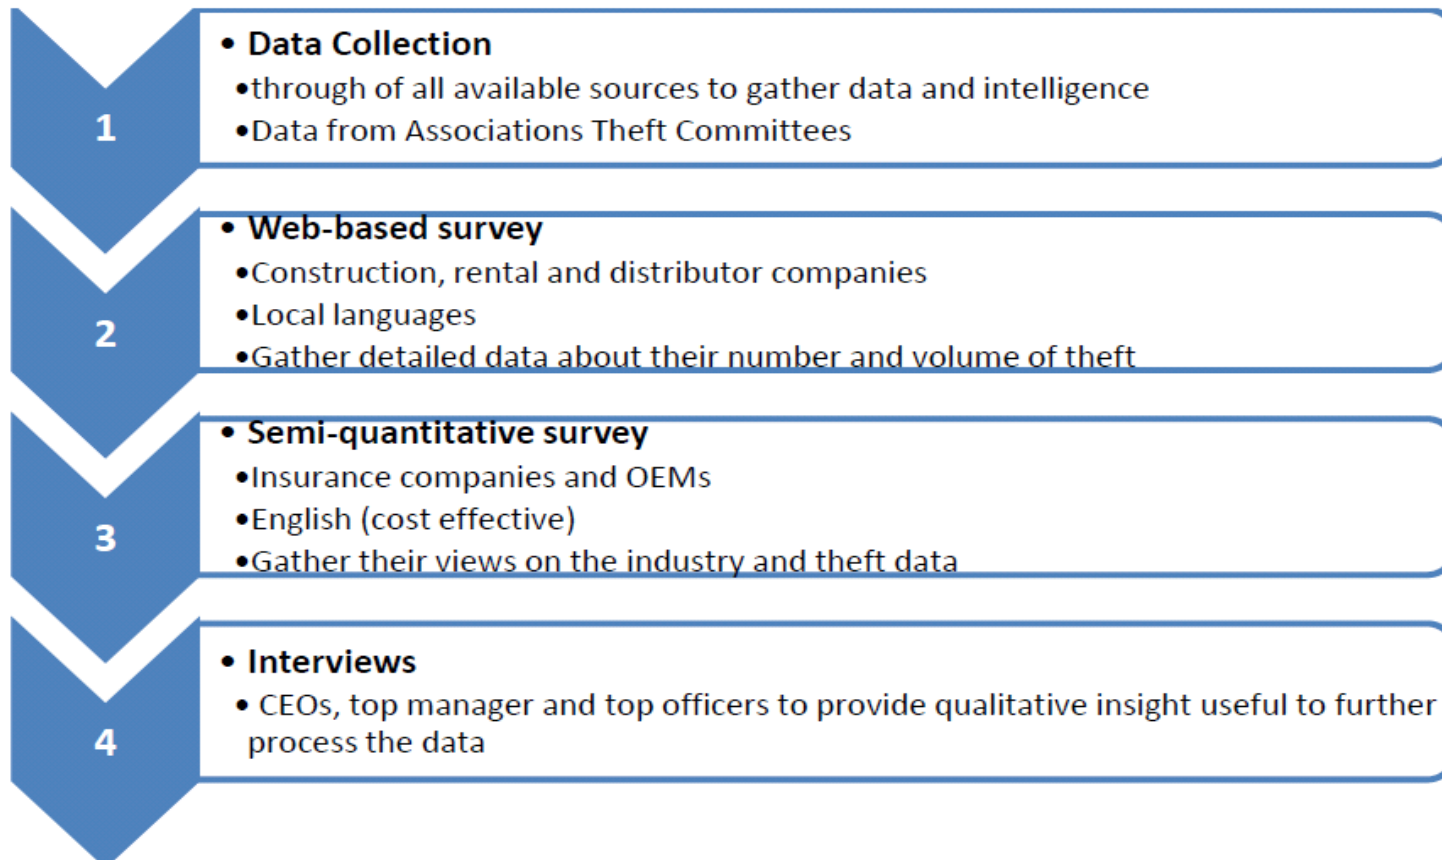 1
• Data Collection
•through of all available sources to gather data and intelligence
•Data from Associations Theft Committees
2
• Web-based survey
•Construction, rental and distributor companies
•Local languages
•Gather detailed data about their number and volume of theft
3
• Semi-quantitative survey
•Insurance companies and OEMs
•English (cost effective)
•Gather their views on the industry and theft data
4
• Interviews
• CEOs, top manager and top officers to provide qualitative insight useful to further
process the data